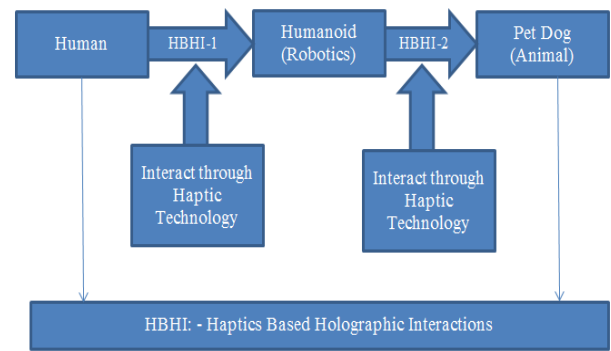 Human
HBHI-1
Humanoid
(Robotics)
HBHI-2
Pet Dog
(Animal)
Interact through
Haptic
Technology
Interact through
Haptic
Technology
HBHI: - Haptics Based Holographic Interactions